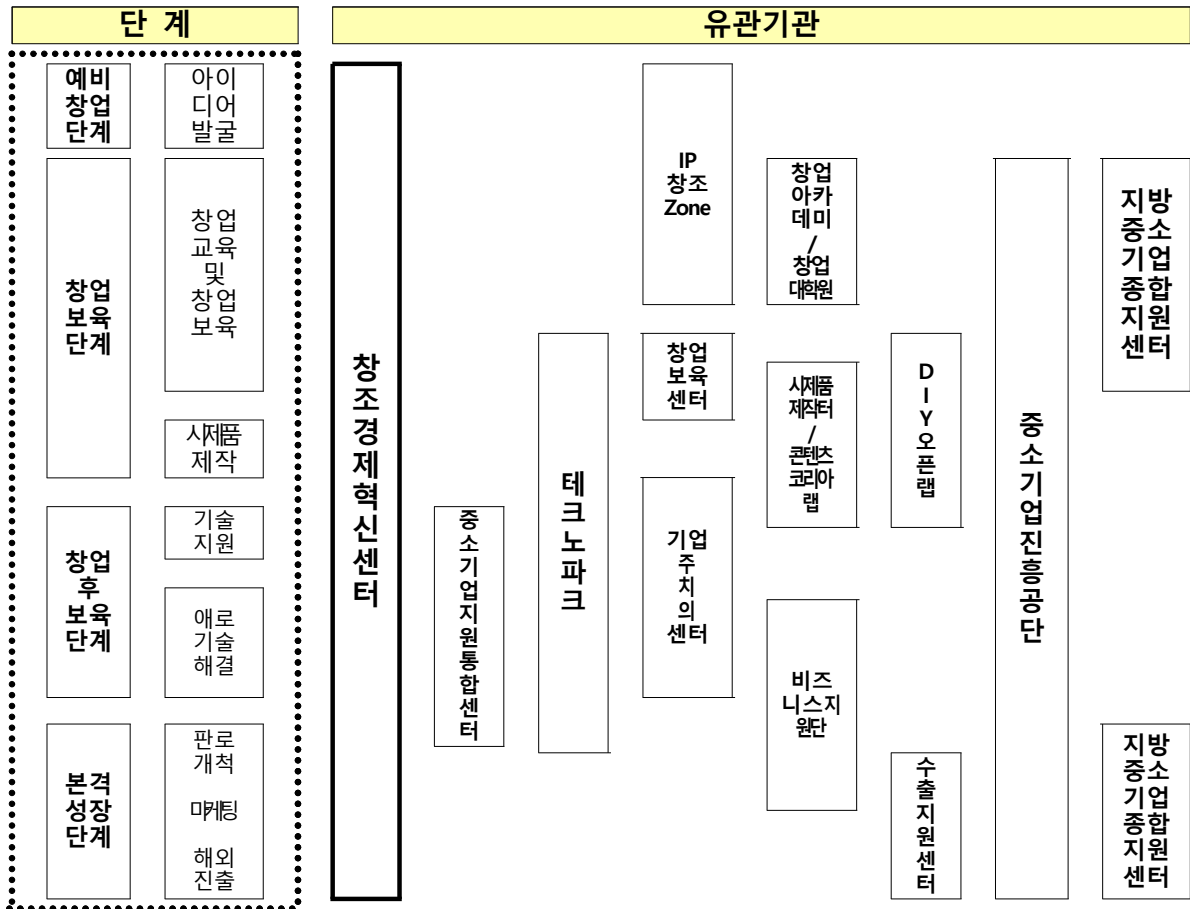 단 계
유관기관
예비
창업
단계
아이
디어
발굴
창업
보육
단계
창업
교육
및
창업
보육
시제품
제작
창업
후
보육
단계
기술
지원
애로
기술
해결
본격
성장
단계
판로
개척
마케팅
해외
진출
창
조
경
제
혁
신
센
터
중
소
기
업
지
원
통
합
센
터
테
크
노
파
크
IP
창조
Zone
창업
보육
센터
기업
주치
의
센터
창업
아카
데미
/
창업
대학원
시제품
제작터
/
콘텐츠
코리아
랩
비즈
니스지
원단
D
I
Y
오
픈
랩
수
출
지
원
센
터
중
소
기
업
진
흥
공
단
지방
중소
기업
종합
지원
센터
지방
중소
기업
종합
지원
센터